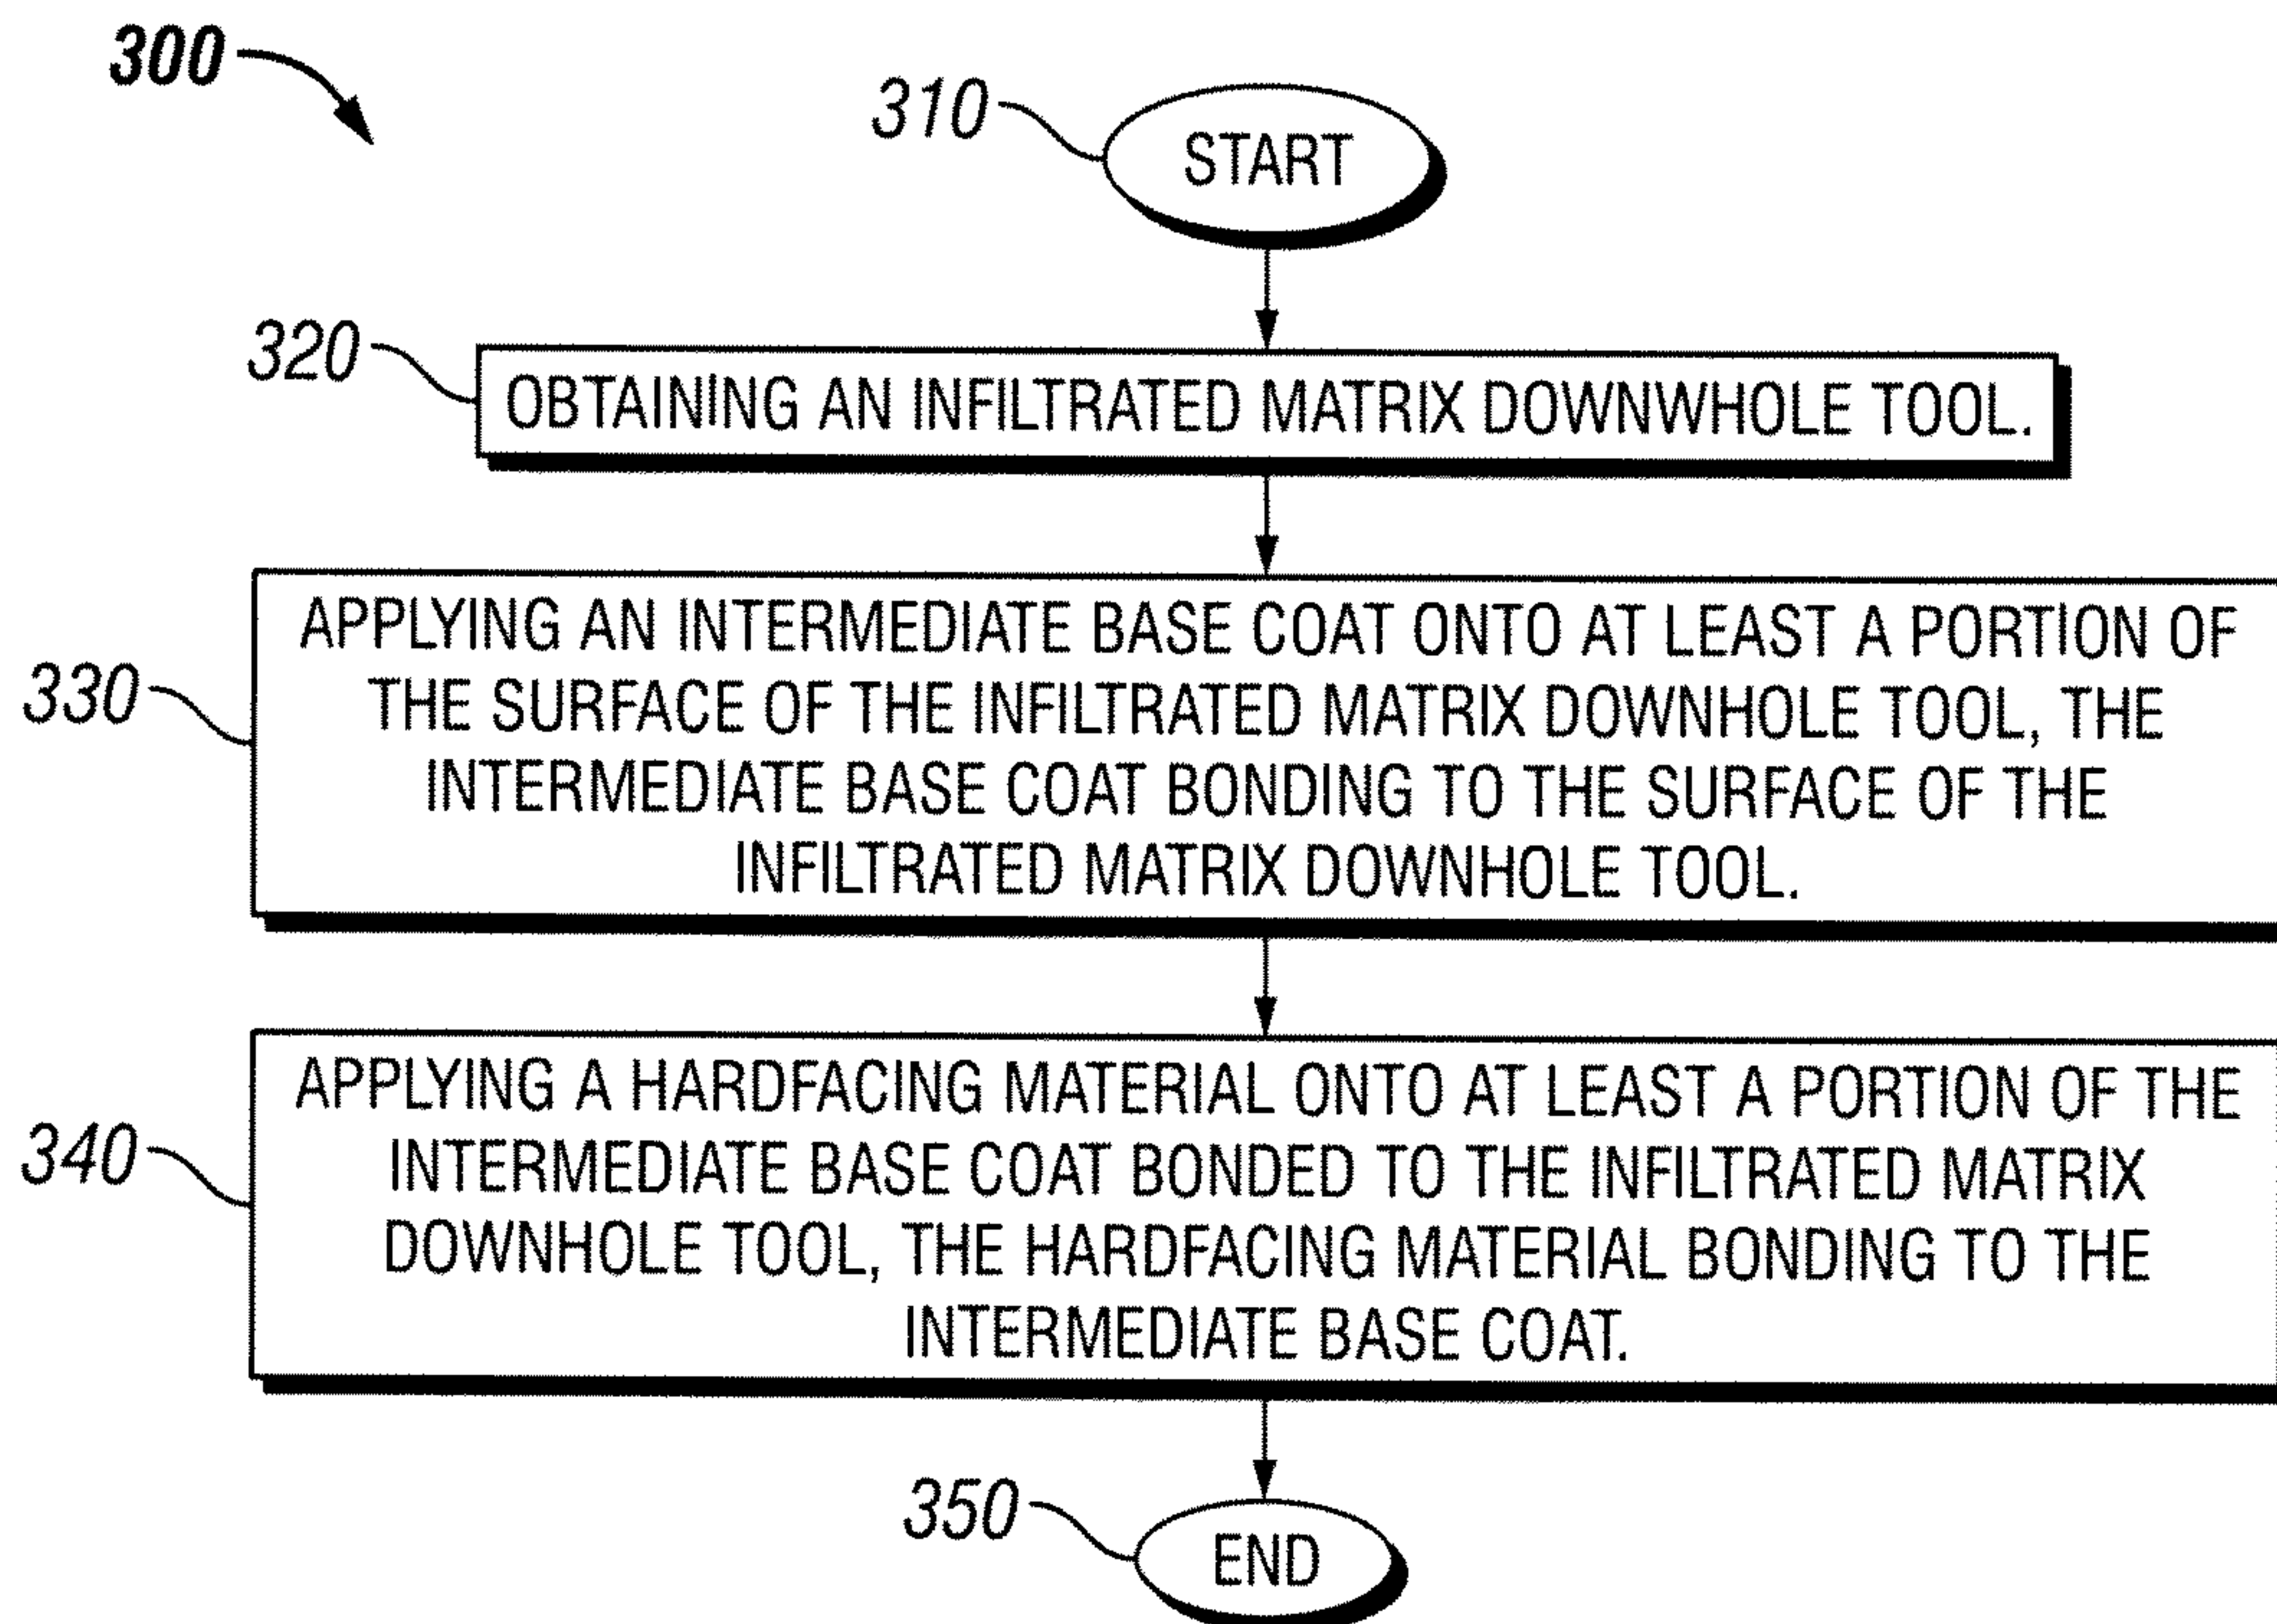 300
310
START
320
OBTAINING AN INFILTRATED MATRIX DOWNWHOLE TOOL.
330
APPLYING AN INTERMEDIATE BASE COAT ONTO AT LEAST A PORTION OF
THE SURFACE OF THE INFILTRATED MATRIX DOWNHOLE TOOL, THE
INTERMEDIATE BASE COAT BONDING TO THE SURFACE OF THE
INFILTRATED MATRIX DOWNHOLE TOOL.
340
APPLYING A HARDFACING MATERIAL ONTO AT LEAST A PORTION OF THE
INTERMEDIATE BASE COAT BONDED TO THE INFILTRATED MATRIX
DOWNHOLE TOOL, THE HARDFACING MATERIAL BONDING TO THE
INTERMEDIATE BASE COAT.
350
END